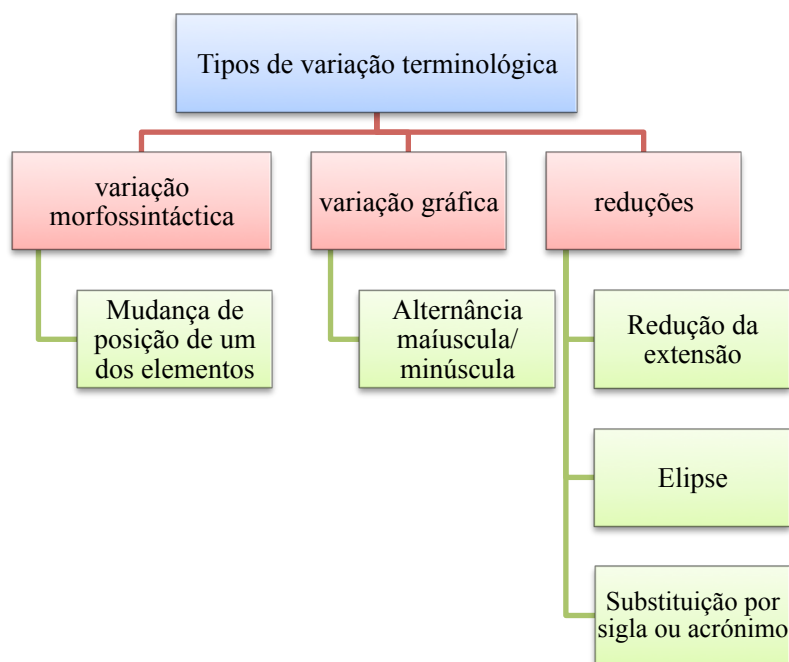 Tipos de variação terminológica
variação
morfossintáctica
variação gráfica
reduções
Mudança de
posição de um
dos elementos
Alternância
maíuscula/
minúscula
Redução da
extensão
Elipse
Substituição por
sigla ou acrónimo